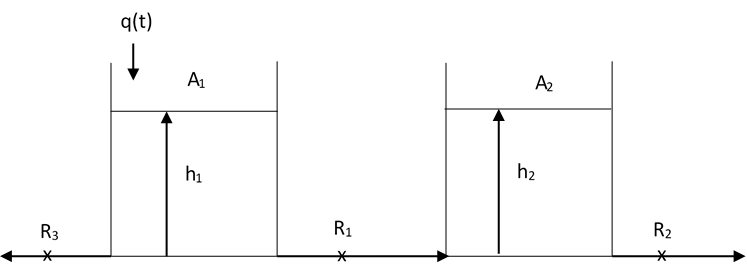 q(t)
A₁
A₂
h₁
h₂
R₃
R₁
R₂